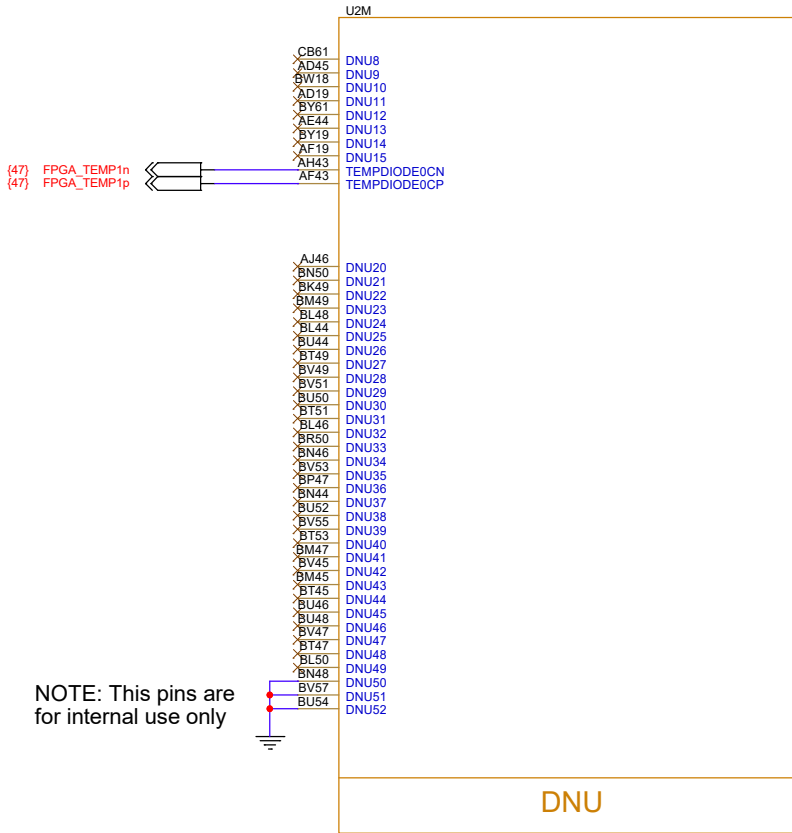 U2M
CB61 DNU8
AD45 DNU9
BW18 DNU10
AD19 DNU11
BY61 DNU12
AE44 DNU13
BY19 DNU14
AF19 DNU15
{47} FPGA_TEMP1n AH43 TEMPDIODE0CN
{47} FPGA_TEMP1p AF43 TEMPDIODE0CP
AJ46 DNU20
BN50 DNU21
BK49 DNU22
BM49 DNU23
BL48 DNU24
BL44 DNU25
BU44 DNU26
BT49 DNU27
BV49 DNU28
BV51 DNU29
BU50 DNU30
BT51 DNU31
BL46 DNU32
BR50 DNU33
BN46 DNU34
BV53 DNU35
BP47 DNU36
BN44 DNU37
BU52 DNU38
BV55 DNU39
BT53 DNU40
BM47 DNU41
BV45 DNU42
BM45 DNU43
BT45 DNU44
BU46 DNU45
BU48 DNU46
BV47 DNU47
BT47 DNU48
BL50 DNU49
BN48 DNU50
BV57 DNU51
BU54 DNU52
NOTE: This pins are
for internal use only
DNU